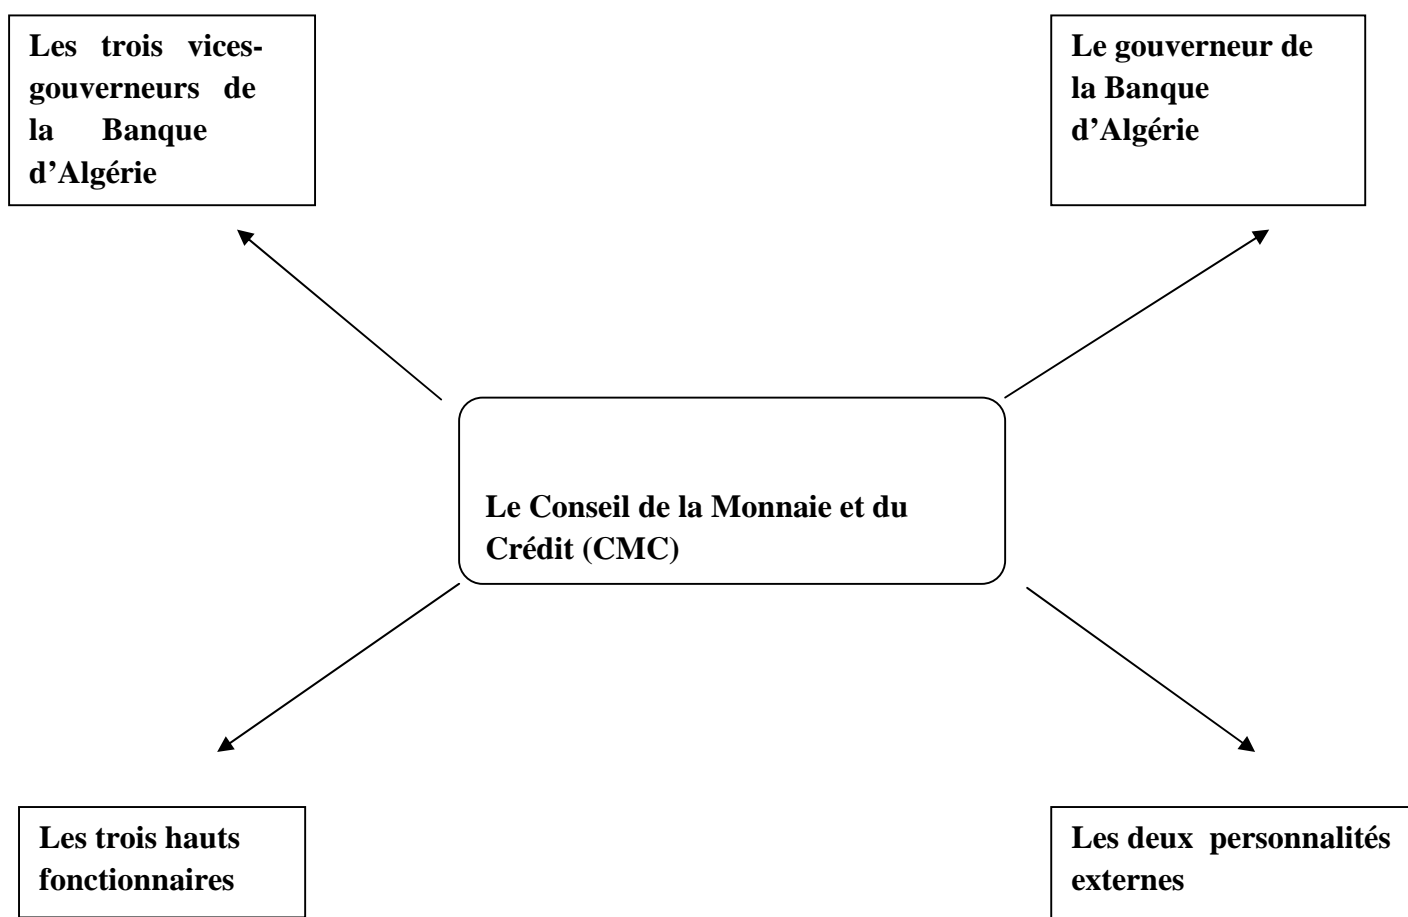 Les trois vices-
gouverneurs de
la Banque
d’Algérie
Le gouverneur de
la Banque
d’Algérie
Le Conseil de la Monnaie et du
Crédit (CMC)
Les trois hauts
fonctionnaires
Les deux personnalités
externes